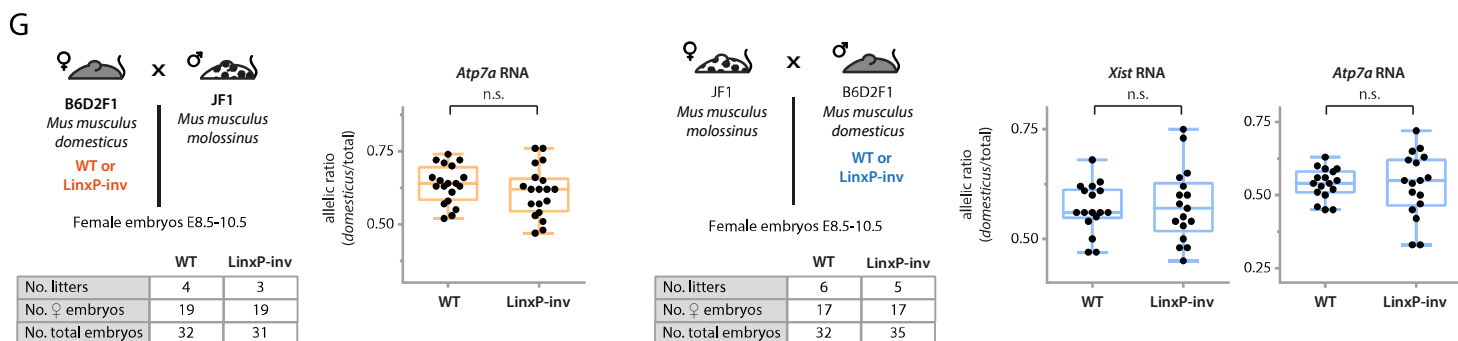 G
♀ x ♂
B6D2F1
Mus musculus
domesticus
WT or
LinxP-inv
JF1
Mus musculus
molossinus
Female embryos E8.5-10.5
WT LinxP-inv
No. litters 4 3
No. ♀ embryos 19 19
No. total embryos 32 31
Atp7a RNA
n.s.
allelic ratio
(domesticus/total)
0.75
0.50
WT LinxP-inv
♀ x ♂
JF1
Mus musculus
molossinus
B6D2F1
Mus musculus
domesticus
WT or
LinxP-inv
Female embryos E8.5-10.5
WT LinxP-inv
No. litters 6 5
No. ♀ embryos 17 17
No. total embryos 32 35
Xist RNA
n.s.
allelic ratio
(domesticus/total)
0.75
0.50
WT LinxP-inv
Atp7a RNA
n.s.
0.75
0.50
0.25
WT LinxP-inv